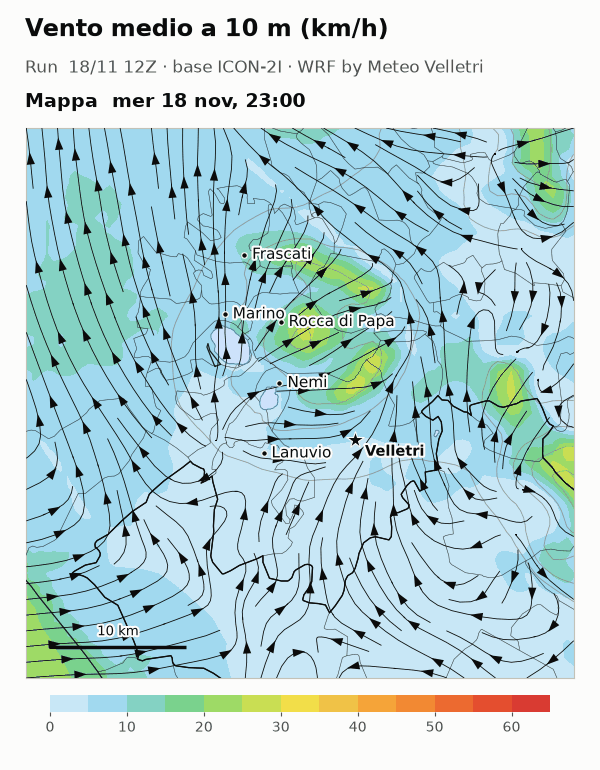 Vento medio a 10 m (km/h)
Run  18/11 12Z · base ICON-2I · WRF by Meteo Velletri
Mappa  mer 18 nov, 23:00
Frascati
Marino
Rocca di Papa
Nemi
Velletri
Lanuvio
10 km
0 10 20 30 40 50 60